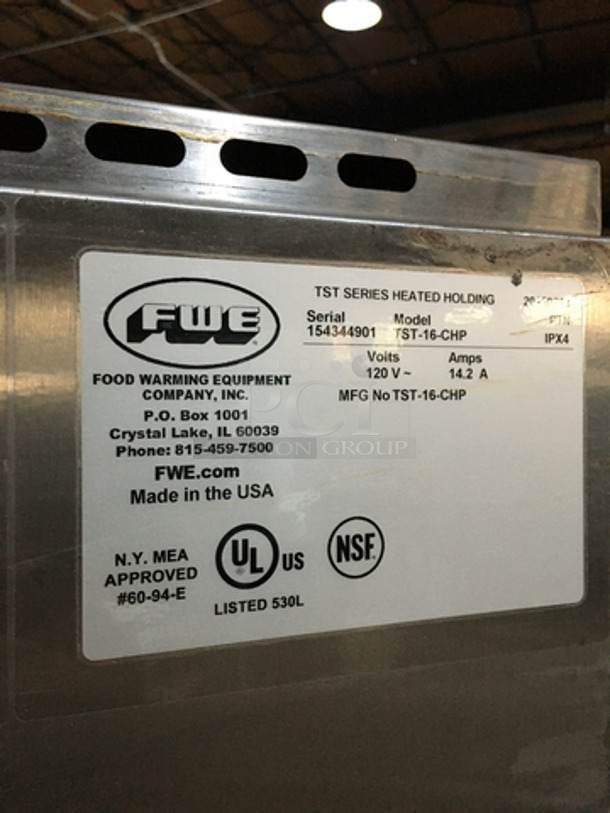 FWE
FOOD WARMING EQUIPMENT
COMPANY, INC.
P.O. Box 1001
Crystal Lake, IL 60039
Phone: 815-459-7500
FWE.com
Made in the USA
TST SERIES HEATED HOLDING
Serial Model
154344901 TST-16-CHP IPX4
Volts Amps
120 V ~ 14.2 A
MFG No TST-16-CHP
N.Y. MEA
APPROVED
#60-94-E
UL US
LISTED 530L
NSF.
PCI
AUCTION GROUP